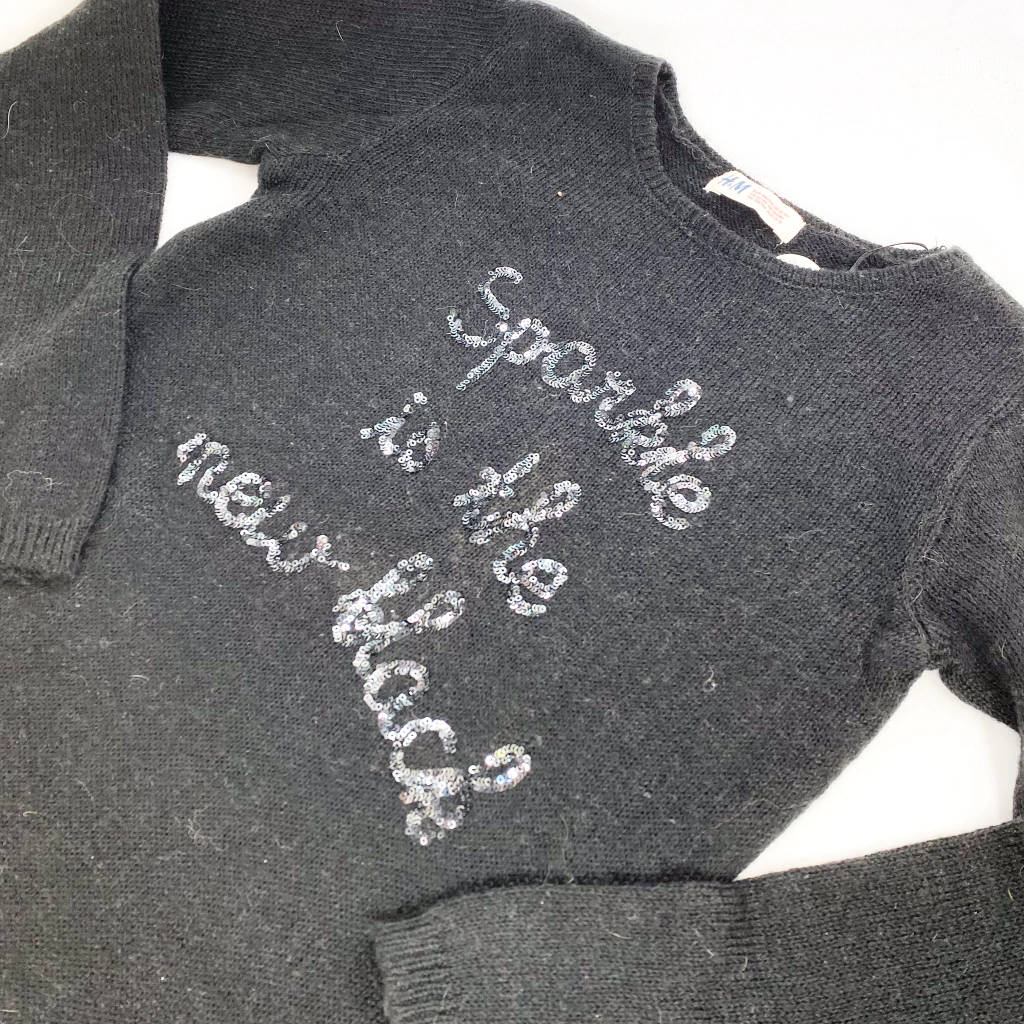 H&M
Sparkle
is the
new black